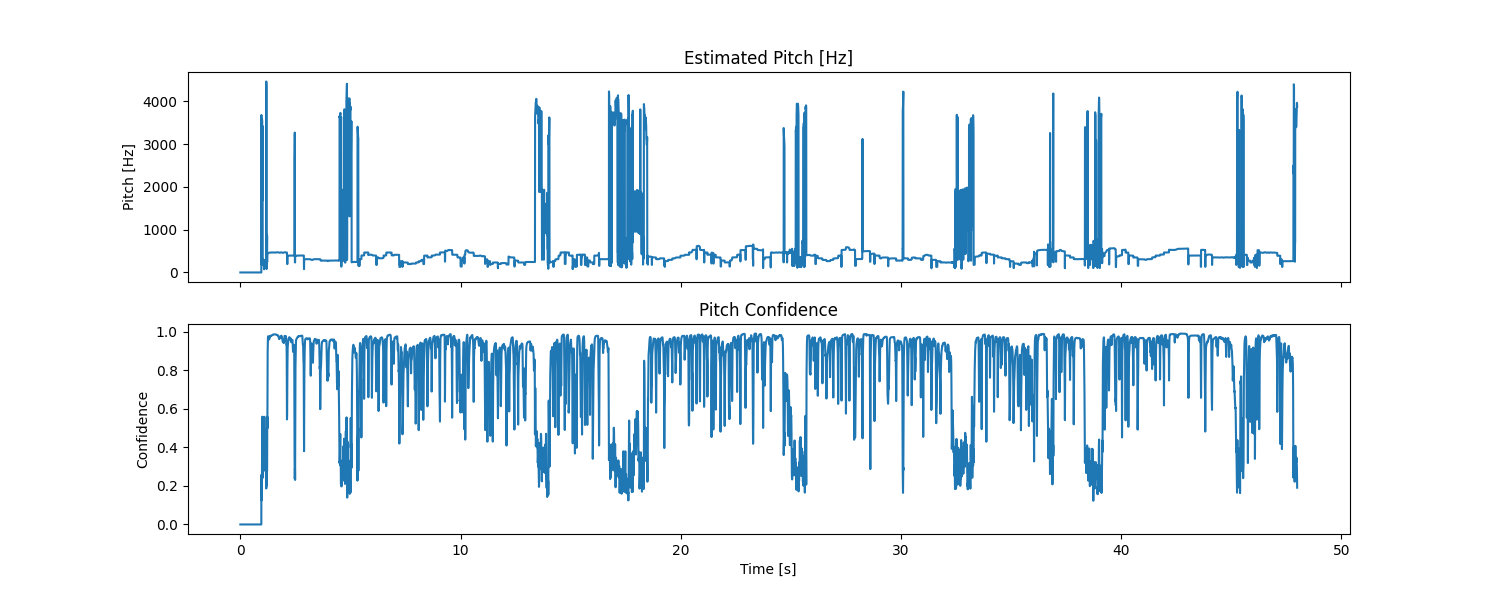 Estimated Pitch [Hz]
4000
3000
2000
1000
0
Pitch [Hz]
Pitch Confidence
1.0
0.8
0.6
0.4
0.2
0.0
Confidence
0 10 20 30 40 50
Time [s]